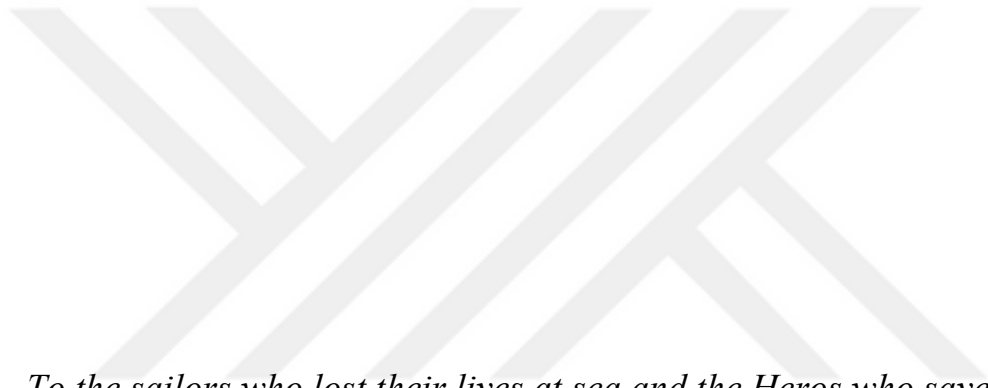 To the sailors who lost their lives at sea and the Heros who save